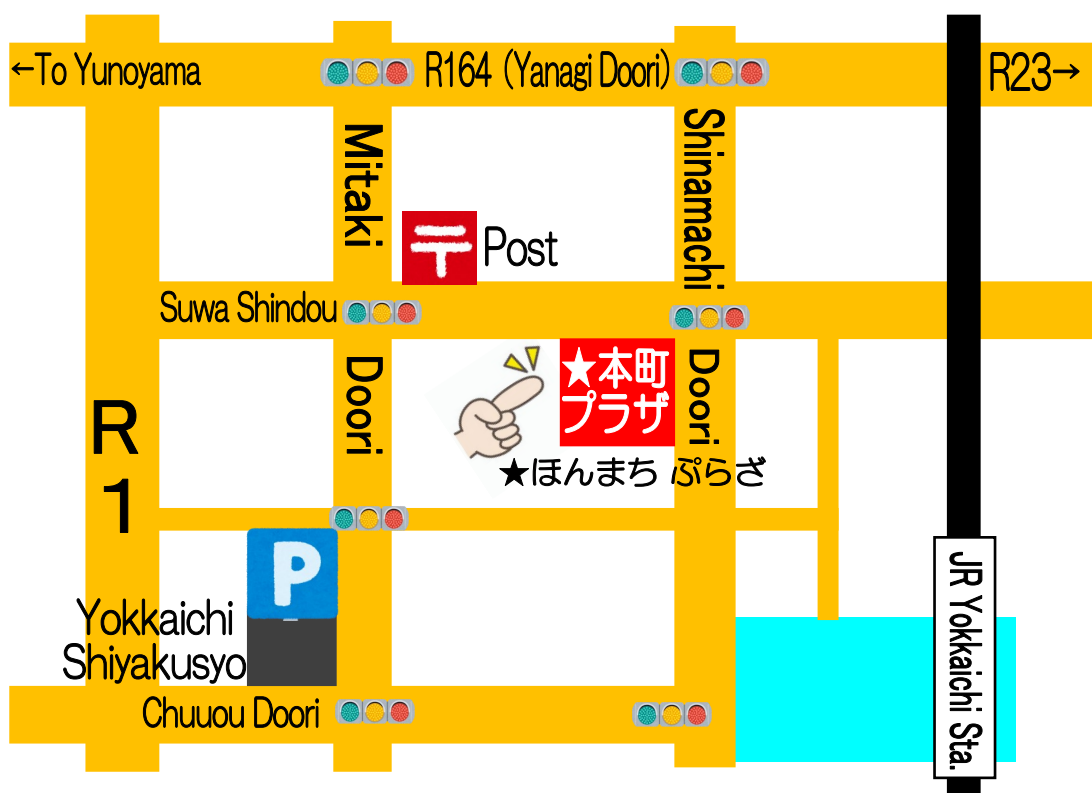 ←To Yunoyama
R164 (Yanagi Doori)
R23→
Mitaki
Doori
Shinamachi
Doori
〒
Post
Suwa Shindou
★本町
プラザ
★ほんまち ぷらざ
R
1
P
Yokkaichi
Shiyakusyo
Chuuou Doori
JR Yokkaichi Sta.